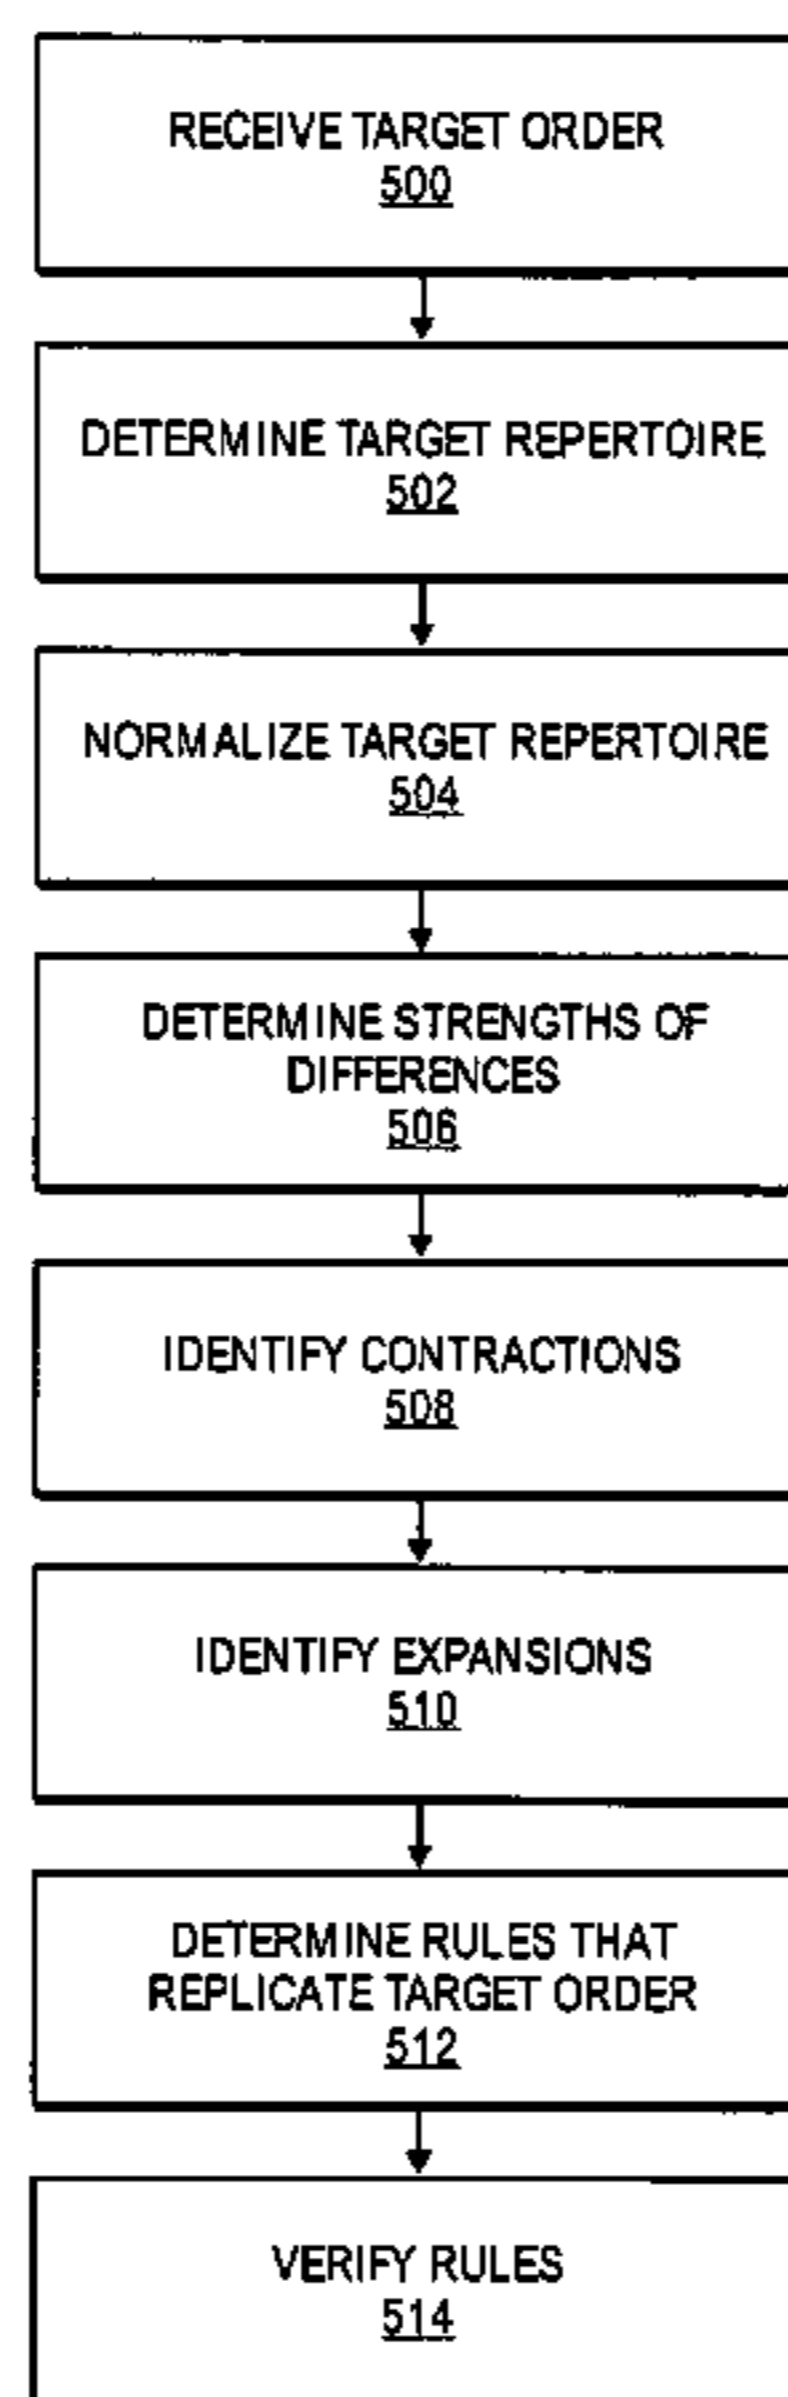 RECEIVE TARGET ORDER
500
DETERMINE TARGET REPERTOIRE
502
NORMALIZE TARGET REPERTOIRE
504
DETERMINE STRENGTHS OF
DIFFERENCES
506
IDENTIFY CONTRACTIONS
508
IDENTIFY EXPANSIONS
510
DETERMINE RULES THAT
REPLICATE TARGET ORDER
512
VERIFY RULES
514